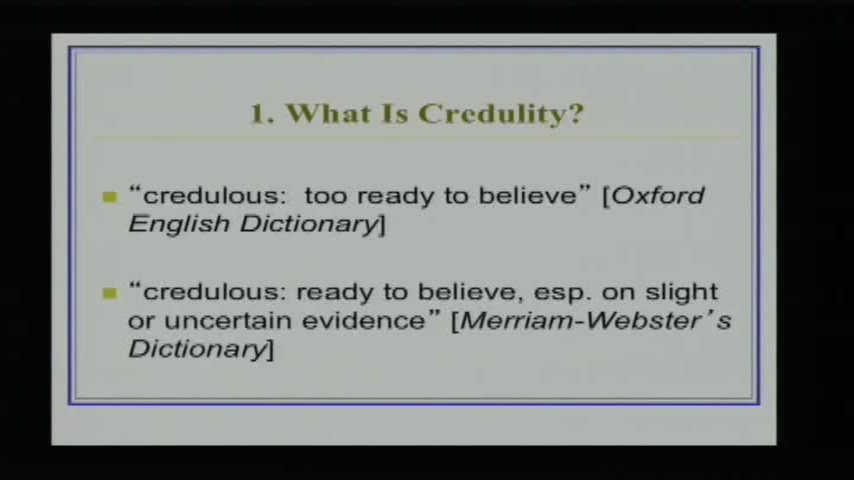 1. What Is Credulity?
“credulous:  too ready to believe” [Oxford
English Dictionary]
“credulous: ready to believe, esp. on slight
or uncertain evidence” [Merriam-Webster’s
Dictionary]